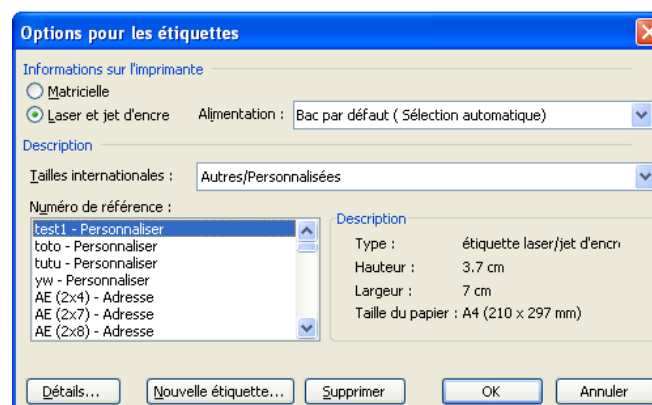 Options pour les étiquettes
Informations sur l'imprimante
Matricielle
Laser et jet d'encre Alimentation : Bac par défaut ( Sélection automatique)
Description
Tailles internationales : Autres/Personnalisées
Numéro de référence :
test1 - Personnaliser
toto - Personnaliser
tutu - Personnaliser
yw - Personnaliser
AE (2x4) - Adresse
AE (2x7) - Adresse
AE (2x8) - Adresse
Description
Type : étiquette laser/jet d'encr
Hauteur : 3.7 cm
Largeur : 7 cm
Taille du papier : A4 (210 x 297 mm)
Détails... Nouvelle étiquette... Supprimer OK Annuler